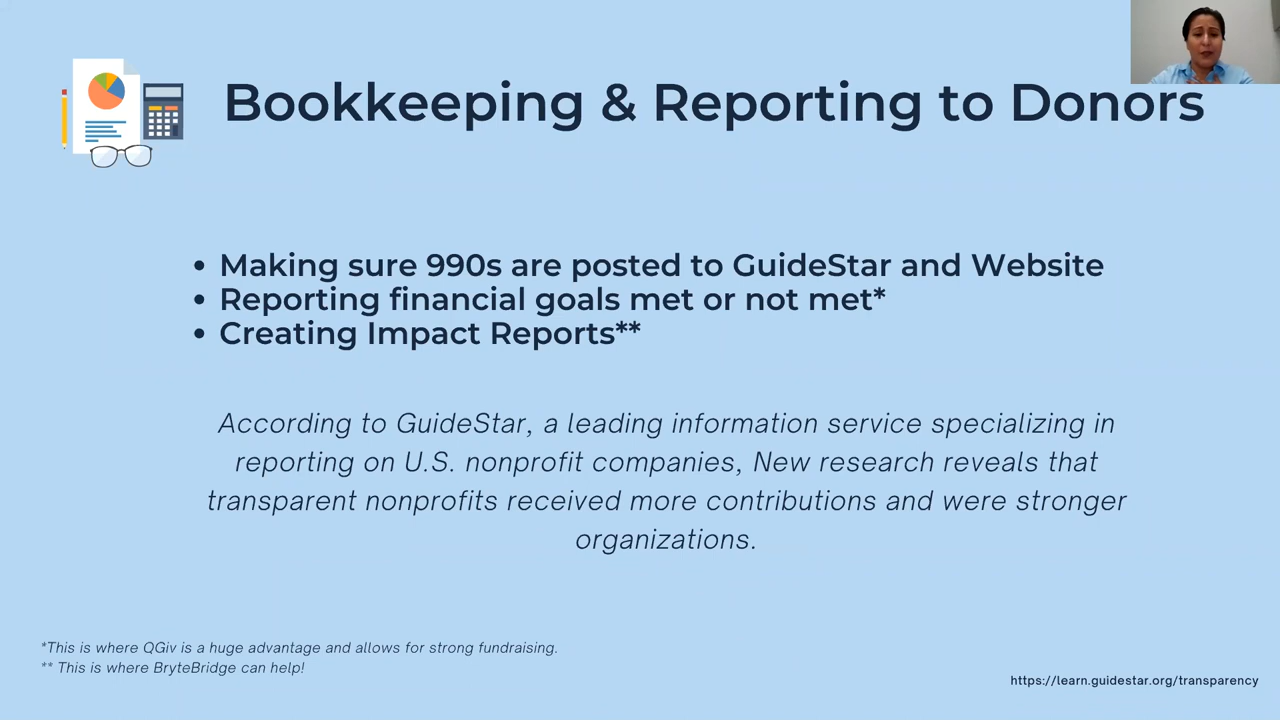 Bookkeeping & Reporting to Donors
• Making sure 990s are posted to GuideStar and Website
• Reporting financial goals met or not met*
• Creating Impact Reports**
According to GuideStar, a leading information service specializing in
reporting on U.S. nonprofit companies, New research reveals that
transparent nonprofits received more contributions and were stronger
organizations.
*This is where QGiv is a huge advantage and allows for strong fundraising.
** This is where BryteBridge can help!
https://learn.guidestar.org/transparency